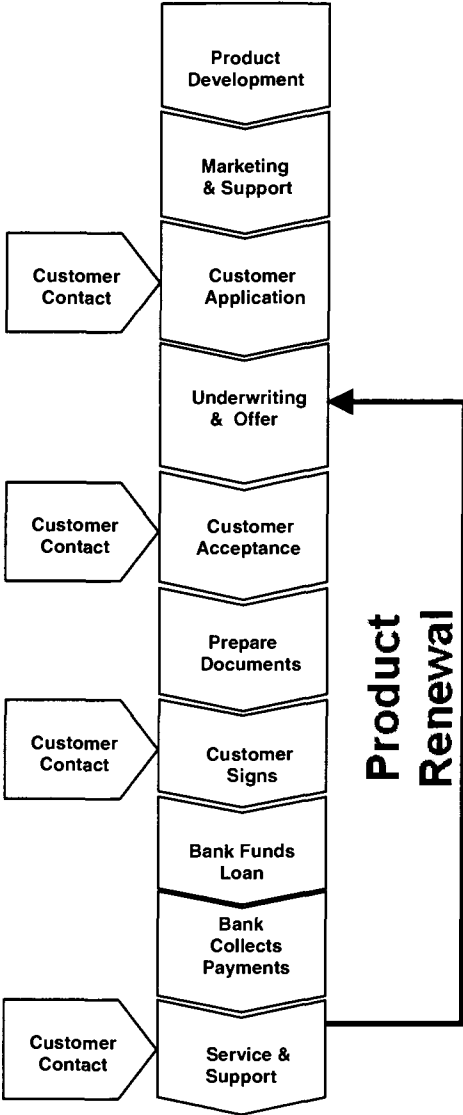 Product
Development
Marketing
& Support
Customer
Contact
Customer
Application
Underwriting
& Offer
Customer
Contact
Customer
Acceptance
Prepare
Documents
Customer
Contact
Customer
Signs
Bank Funds
Loan
Bank
Collects
Payments
Customer
Contact
Service &
Support
Product
Renewal